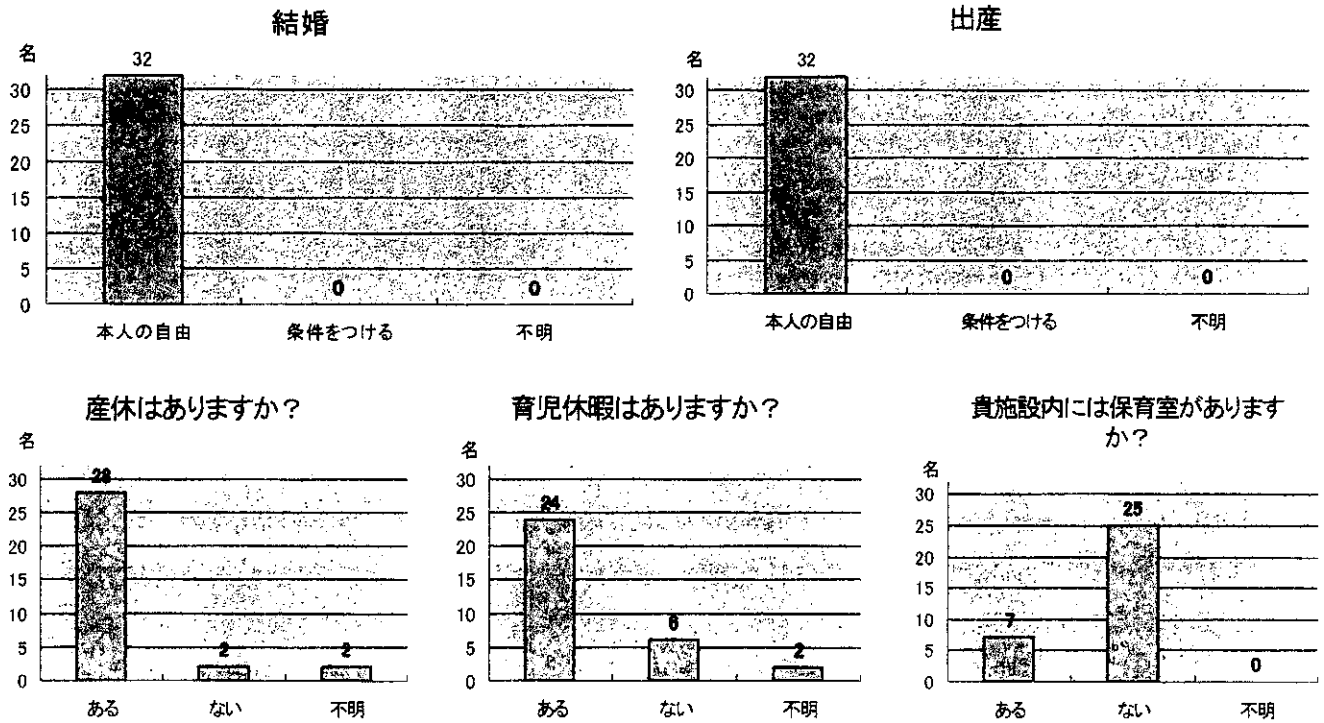 結婚
名
32
30
25
20
15
10
5
0
0
0
本人の自由
条件をつける
不明
出産
名
32
30
25
20
15
10
5
0
0
0
本人の自由
条件をつける
不明
産休はありますか?
名
30
25
20
15
10
5
0
28
2
2
ある
ない
不明
育児休暇はありますか?
名
30
25
20
15
10
5
0
24
6
2
ある
ない
不明
貴施設内には保育室があります
か?
名
30
25
20
15
10
5
0
7
25
0
ある
ない
不明